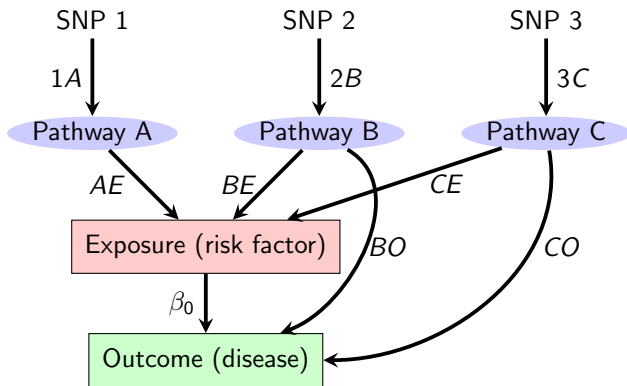 SNP 1
SNP 2
SNP 3
1A
2B
3C
Pathway A
Pathway B
Pathway C
AE
BE
CE
Exposure (risk factor)
BO
CO
β₀
Outcome (disease)